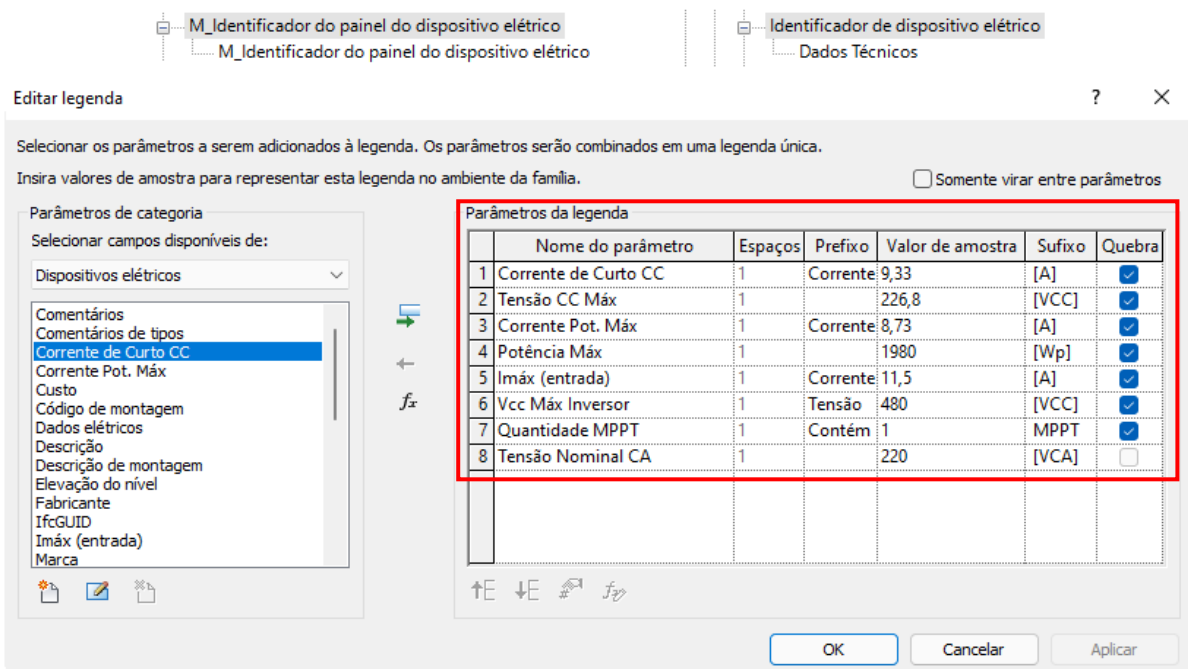 M_Identificador do painel do dispositivo elétrico
M_Identificador do painel do dispositivo elétrico
Identificador de dispositivo elétrico
Dados Técnicos
Editar legenda
? ×
Selecionar os parâmetros a serem adicionados à legenda. Os parâmetros serão combinados em uma legenda única.
Insira valores de amostra para representar esta legenda no ambiente da família.
Somente virar entre parâmetros
Parâmetros de categoria
Selecionar campos disponíveis de:
Dispositivos elétricos
Comentários
Comentários de tipos
Corrente de Curto CC
Corrente Pot. Máx
Custo
Código de montagem
Dados elétricos
Descrição
Descrição de montagem
Elevação do nível
Fabricante
IfcGUID
Imáx (entrada)
Marca
fx
Parâmetros da legenda
Nome do parâmetro Espaços Prefixo Valor de amostra Sufixo Quebra
1 Corrente de Curto CC 1 Corrente 9,33 [A]
2 Tensão CC Máx 1 226,8 [VCC]
3 Corrente Pot. Máx 1 Corrente 8,73 [A]
4 Potência Máx 1 1980 [Wp]
5 Imáx (entrada) 1 Corrente 11,5 [A]
6 Vcc Máx Inversor 1 Tensão 480 [VCC]
7 Quantidade MPPT 1 Contém 1 MPPT
8 Tensão Nominal CA 1 220 [VCA]
OK Cancelar Aplicar